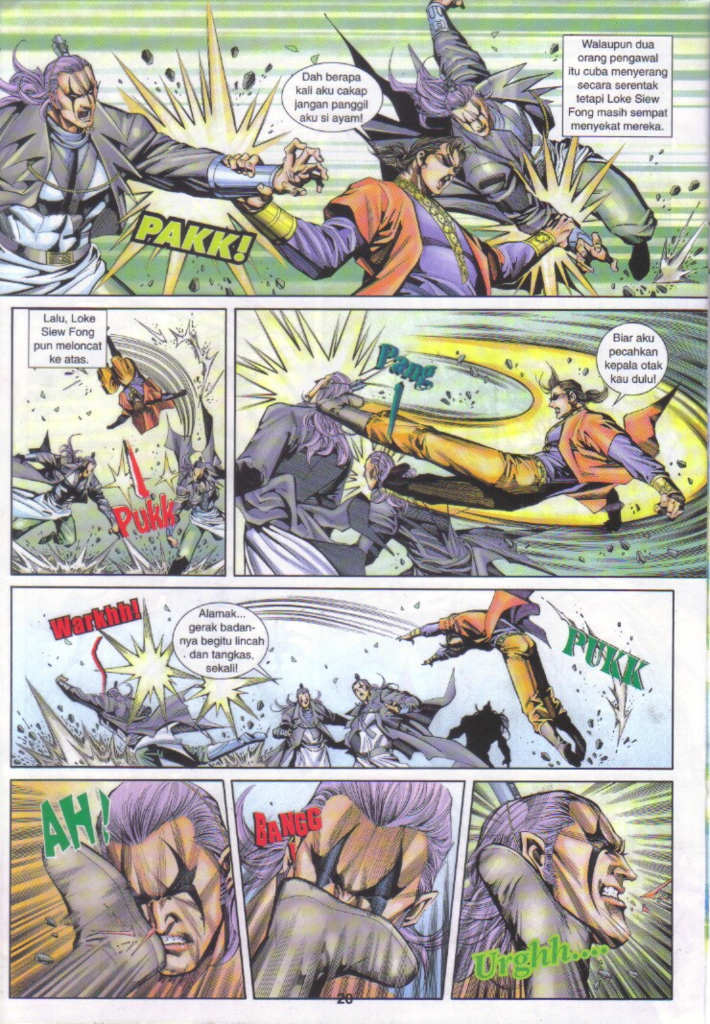 PAKK!
Dah berapa
kali aku cakap
jangan panggil
aku si ayam!
Walaupun dua
orang pengawal
itu cuba menyerang
secara serentak
tetapi Loke Siew
Fong masih sempat
menyekat mereka.
PAKK!
Lalu, Loke
Siew Fong
pun meloncat
ke atas.
PUKK
Pang
Biar aku
pecahkan
kepala otak
kau dulu!
Warkhh!
Alamak...
gerak badan-
nya begitu lincah
dan tangkas,
sekali!
PUKK
AH!
BANGG
Urghh....
20